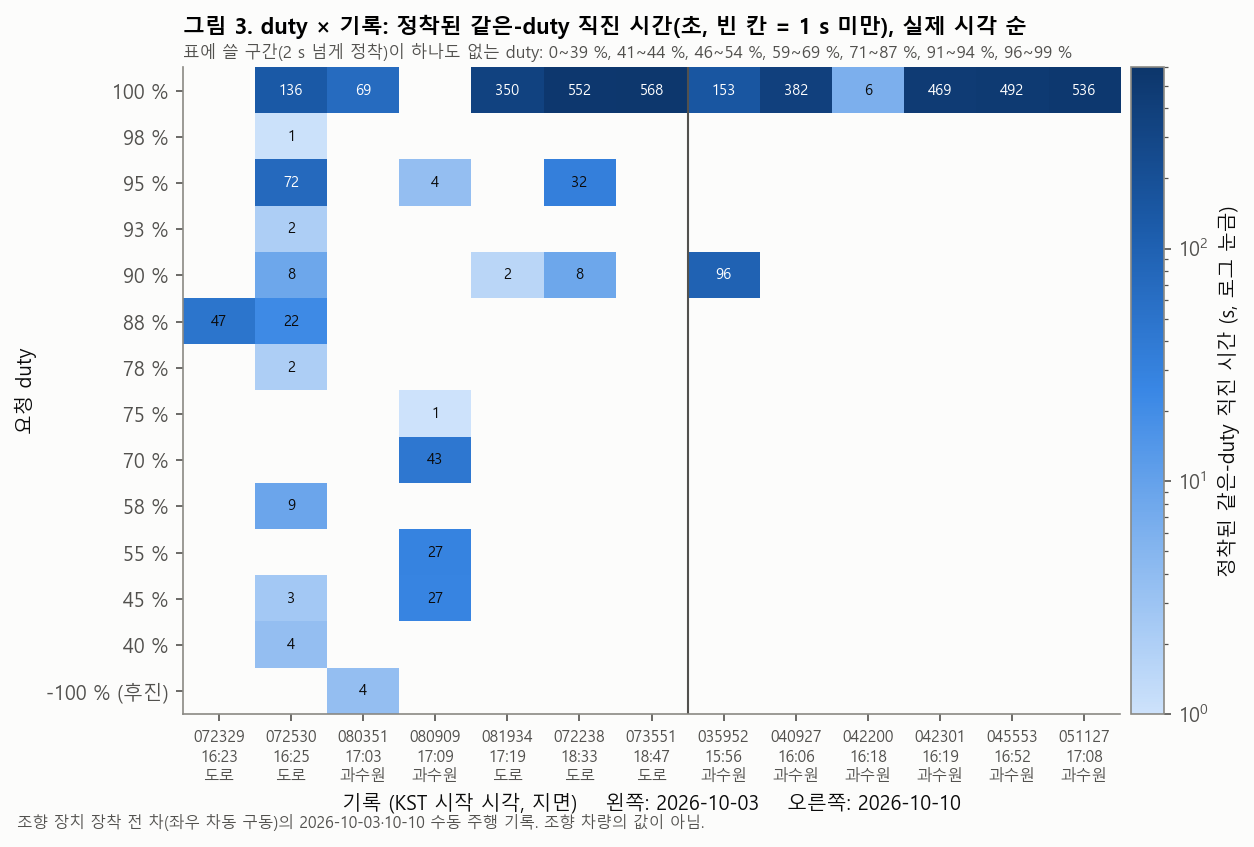 그림 3. duty × 기록: 정착된 같은-duty 직진 시간(초, 빈 칸 = 1 s 미만), 실제 시각 순
표에 쓸 구간(2 s 넘게 정착)이 하나도 없는 duty: 0~39 %, 41~44 %, 46~54 %, 59~69 %, 71~87 %, 91~94 %, 96~99 %
100 % 136 69 350 552 568 153 382 6 469 492 536
98 % 1
95 % 72 4 32
93 % 2
90 % 8 2 8 96
88 % 47 22
78 % 2
75 % 1
70 % 43
58 % 9
55 % 27
45 % 3 27
40 % 4
-100 % (후진) 4
요청 duty
10²
10¹
10⁰
정착된 같은-duty 직진 시간 (s, 로그 눈금)
072329 072530 080351 080909 081934 072238 073551 035952 040927 042200 042301 045553 051127
16:23 16:25 17:03 17:09 17:19 18:33 18:47 15:56 16:06 16:18 16:19 16:52 17:08
도로 도로 과수원 과수원 도로 도로 도로 과수원 과수원 과수원 과수원 과수원 과수원
기록 (KST 시작 시각, 지면) 왼쪽: 2026-10-03 오른쪽: 2026-10-10
조향 장치 장착 전 차(좌우 차동 구동)의 2026-10-03·10-10 수동 주행 기록. 조향 차량의 값이 아님.